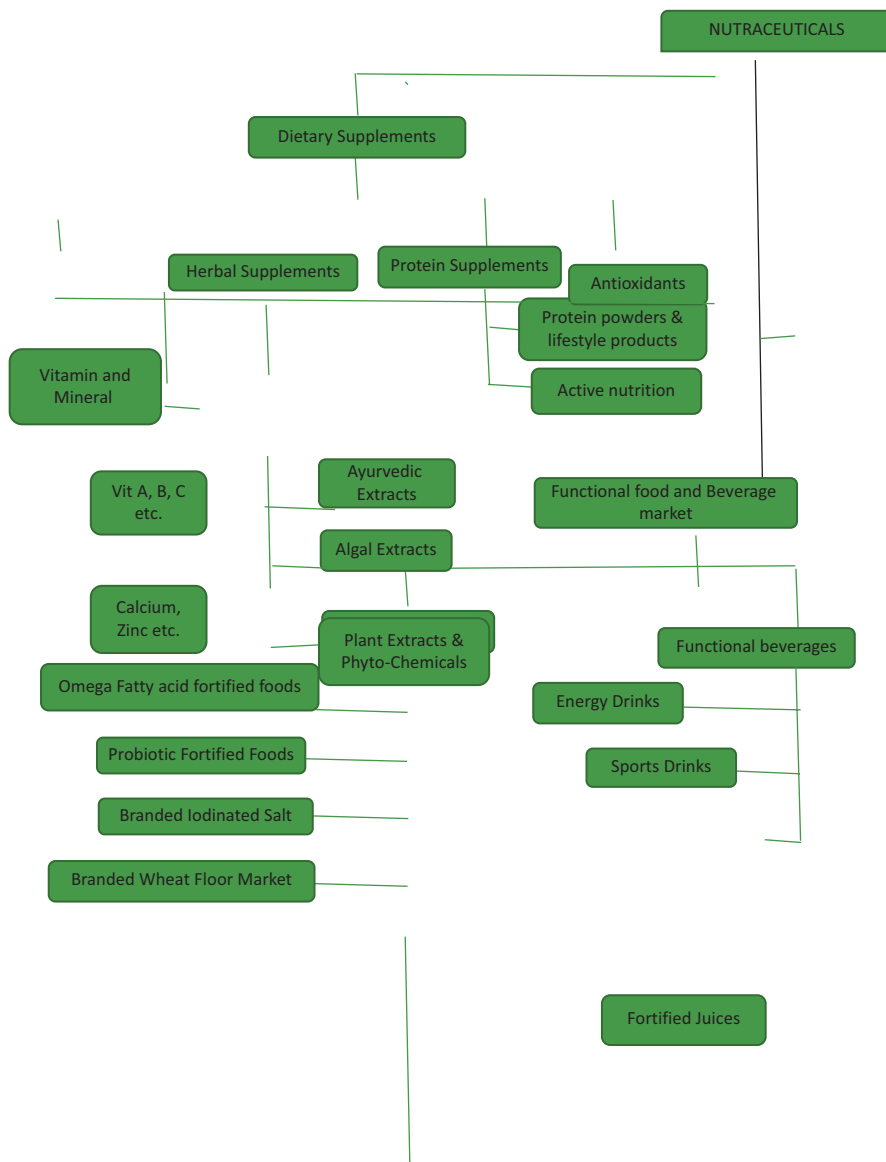 NUTRACEUTICALS
Dietary Supplements
Herbal Supplements
Protein Supplements
Antioxidants
Protein powders &
lifestyle products
Vitamin and
Mineral
Active nutrition
Vit A, B, C
etc.
Ayurvedic
Extracts
Functional food and Beverage
market
Algal Extracts
Calcium,
Zinc etc.
Plant Extracts &
Phyto-Chemicals
Functional beverages
Omega Fatty acid fortified foods
Energy Drinks
Probiotic Fortified Foods
Sports Drinks
Branded Iodinated Salt
Branded Wheat Floor Market
Fortified Juices